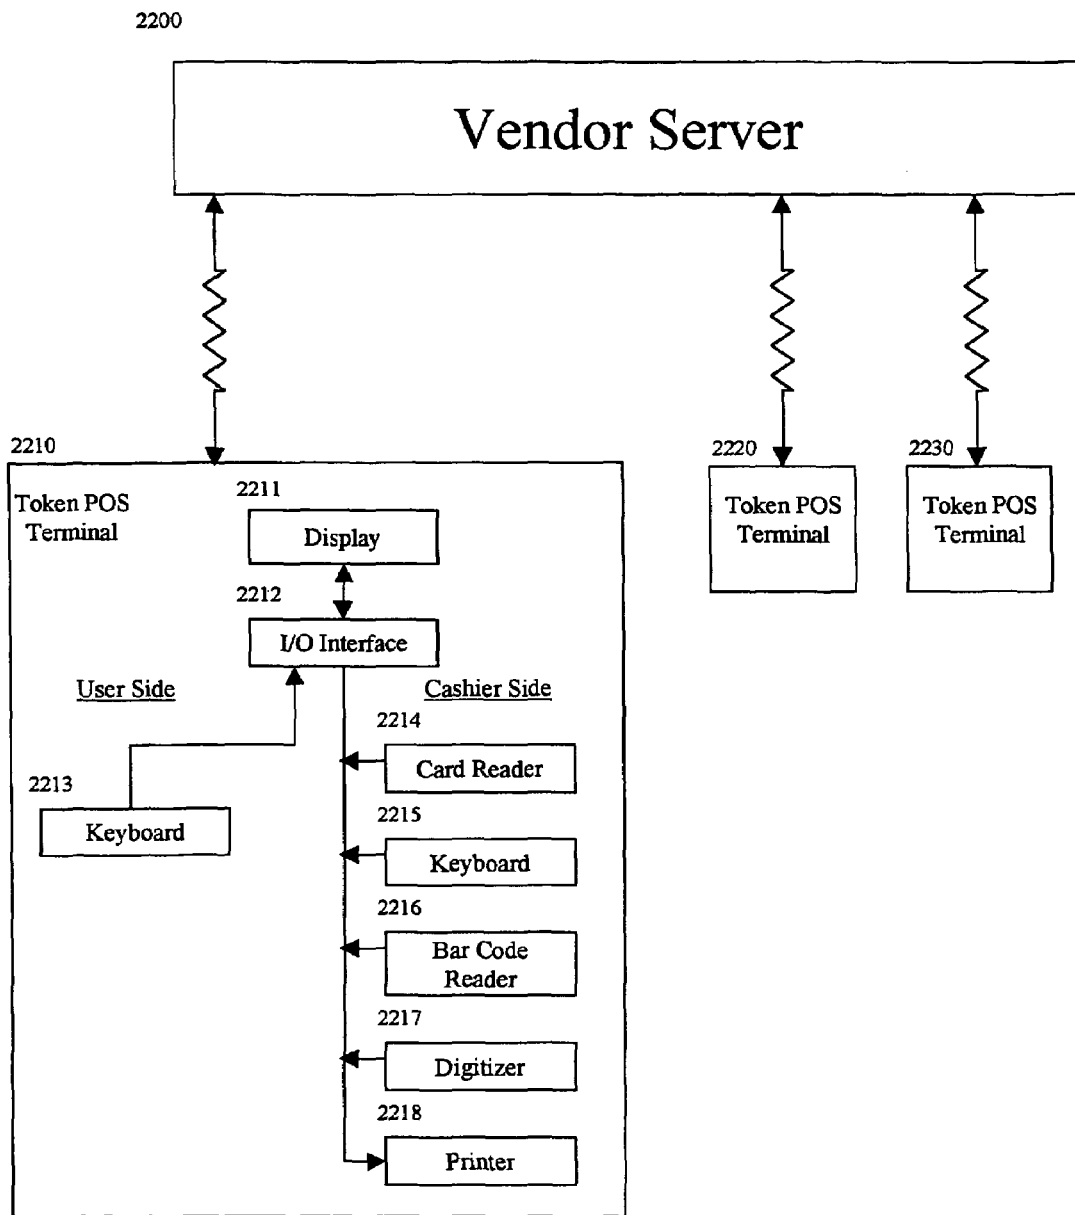 2200
Vendor Server
2210
Token POS
Terminal
2211
Display
2212
I/O Interface
User Side
Cashier Side
2213
Keyboard
2214
Card Reader
2215
Keyboard
2216
Bar Code
Reader
2217
Digitizer
2218
Printer
2220
Token POS
Terminal
2230
Token POS
Terminal